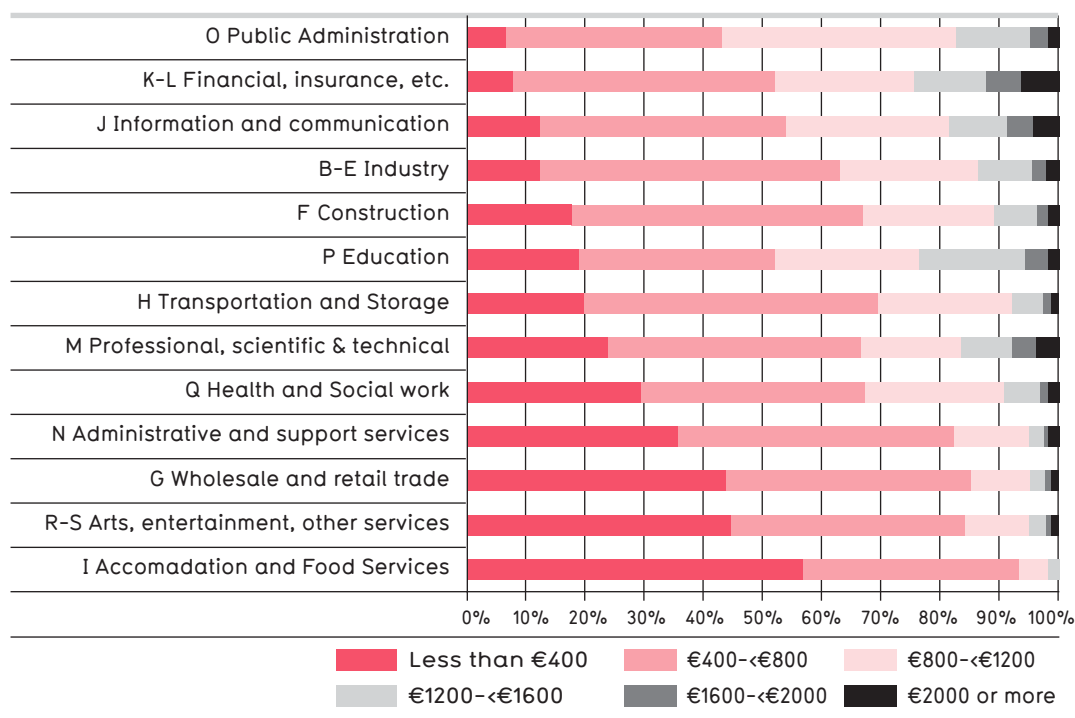 O Public Administration
K-L Financial, insurance, etc.
J Information and communication
B-E Industry
F Construction
P Education
H Transportation and Storage
M Professional, scientific & technical
Q Health and Social work
N Administrative and support services
G Wholesale and retail trade
R-S Arts, entertainment, other services
I Accomadation and Food Services
0% 10% 20% 30% 40% 50% 60% 70% 80% 90% 100%
Less than €400 €400-<€800 €800-<€1200
€1200-<€1600 €1600-<€2000 €2000 or more